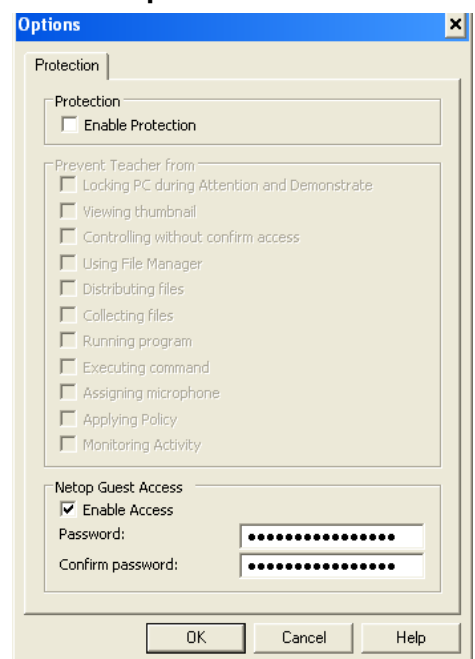 Options
Protection
Protection
Enable Protection
Prevent Teacher from
Locking PC during Attention and Demonstrate
Viewing thumbnail
Controlling without confirm access
Using File Manager
Distributing files
Collecting files
Running program
Executing command
Assigning microphone
Applying Policy
Monitoring Activity
Netop Guest Access
Enable Access
Password: ••••••••••••••••
Confirm password: ••••••••••••••••
OK Cancel Help